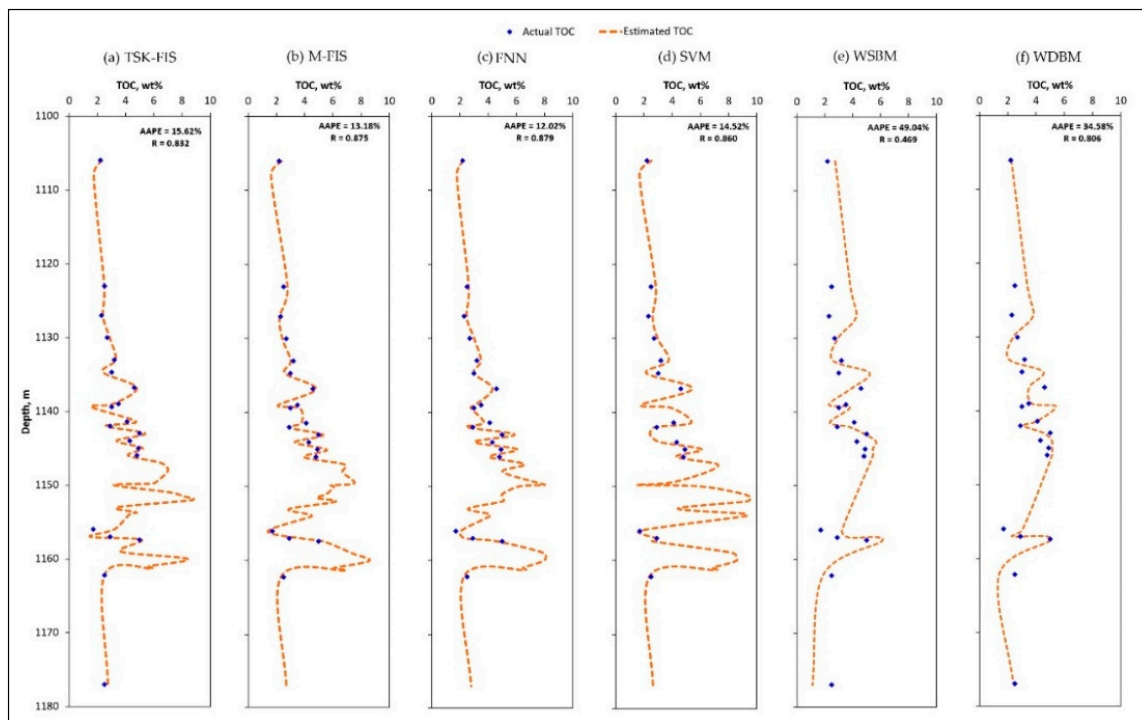 Actual TOC Estimated TOC
(a) TSK-FIS (b) M-FIS (c) FNN (d) SVM (e) WSBM (f) WDBM
TOC, wt% TOC, wt% TOC, wt% TOC, wt% TOC, wt% TOC, wt%
0 2 4 6 8 10 0 2 4 6 8 10 0 2 4 6 8 10 0 2 4 6 8 10 0 2 4 6 8 10 0 2 4 6 8 10
1100
AAPE = 15.62% AAPE = 13.18% AAPE = 12.02% AAPE = 14.52% AAPE = 49.04% AAPE = 34.58%
R = 0.832 R = 0.875 R = 0.879 R = 0.860 R = 0.469 R = 0.806
1110
1120
1130
1140
Depth, m
1150
1160
1170
1180